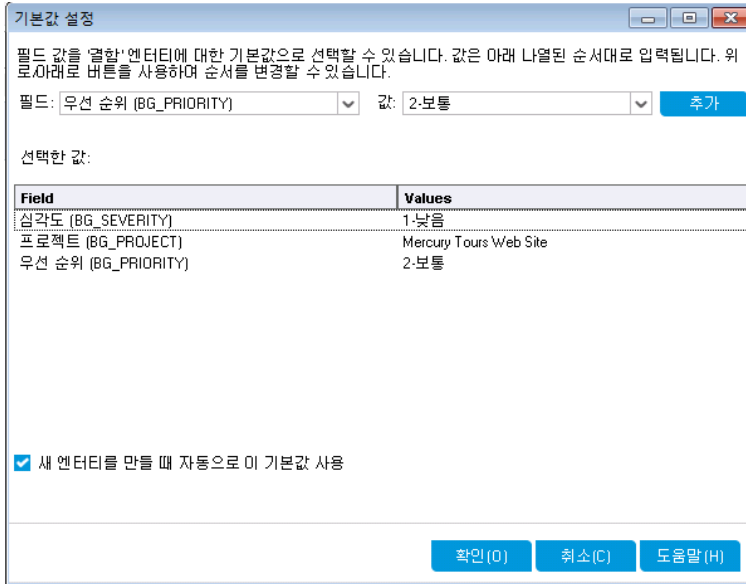 기본값 설정
필드 값을 '결함' 엔터티에 대한 기본값으로 선택할 수 있습니다. 값은 아래 나열된 순서대로 입력됩니다. 위
로/아래로 버튼을 사용하여 순서를 변경할 수 있습니다.
필드: 우선 순위 (BG_PRIORITY) 값: 2-보통 추가
선택한 값:
Field Values
심각도 (BG_SEVERITY) 1-낮음
프로젝트 (BG_PROJECT) Mercury Tours Web Site
우선 순위 (BG_PRIORITY) 2-보통
새 엔터티를 만들 때 자동으로 이 기본값 사용
확인(O) 취소(C) 도움말(H)